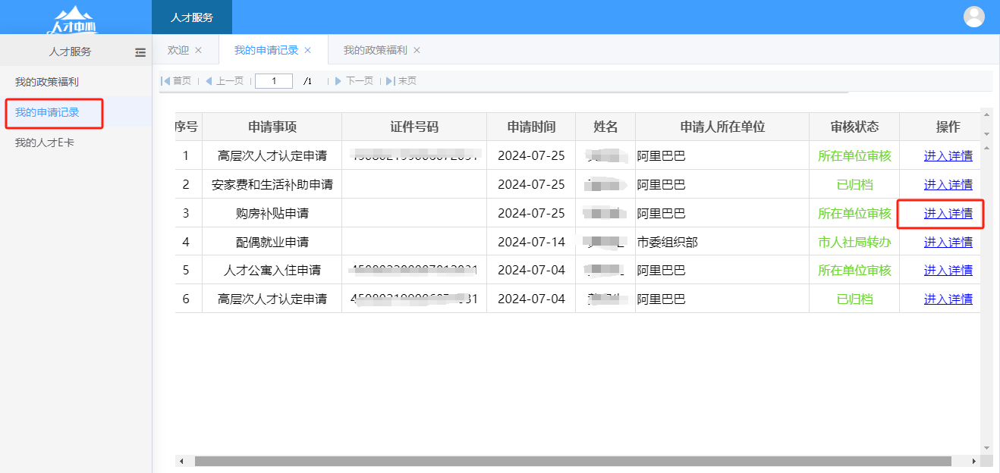 人才中心
人才服务
人才服务
我的政策福利
我的申请记录
我的人才E卡
欢迎 × 我的申请记录 × 我的政策福利 ×
首页 上一页 1 /1 下一页 末页
序号 申请事项 证件号码 申请时间 姓名 申请人所在单位 审核状态 操作
1 高层次人才认定申请 2024-07-25 阿里巴巴 所在单位审核 进入详情
2 安家费和生活补助申请 2024-07-25 阿里巴巴 已归档 进入详情
3 购房补贴申请 2024-07-25 阿里巴巴 所在单位审核 进入详情
4 配偶就业申请 2024-07-14 市委组织部 市人社局转办 进入详情
5 人才公寓入住申请 2024-07-04 阿里巴巴 所在单位审核 进入详情
6 高层次人才认定申请 2024-07-04 阿里巴巴 已归档 进入详情